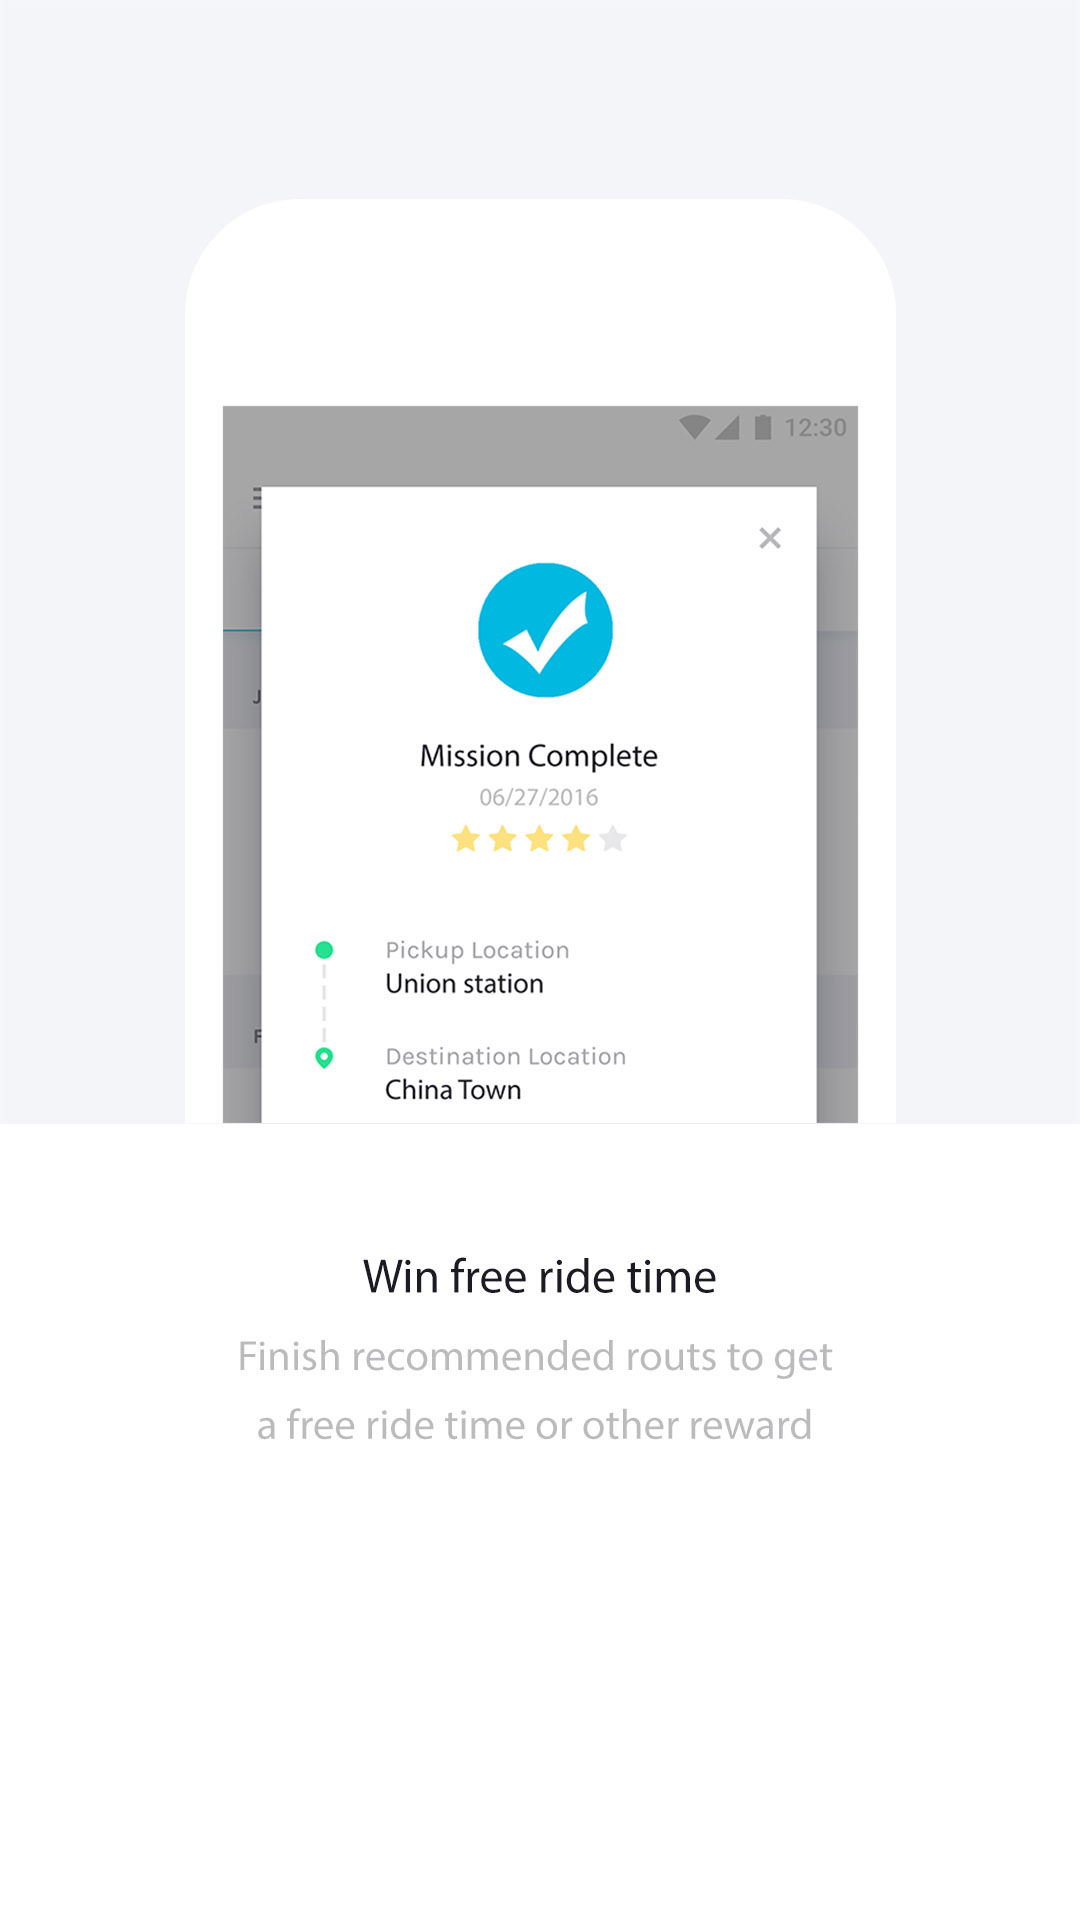 12:30
J
Mission Complete
06/27/2016
Pickup Location
Union station
F
Destination Location
China Town
Win free ride time
Finish recommended routs to get
a free ride time or other reward